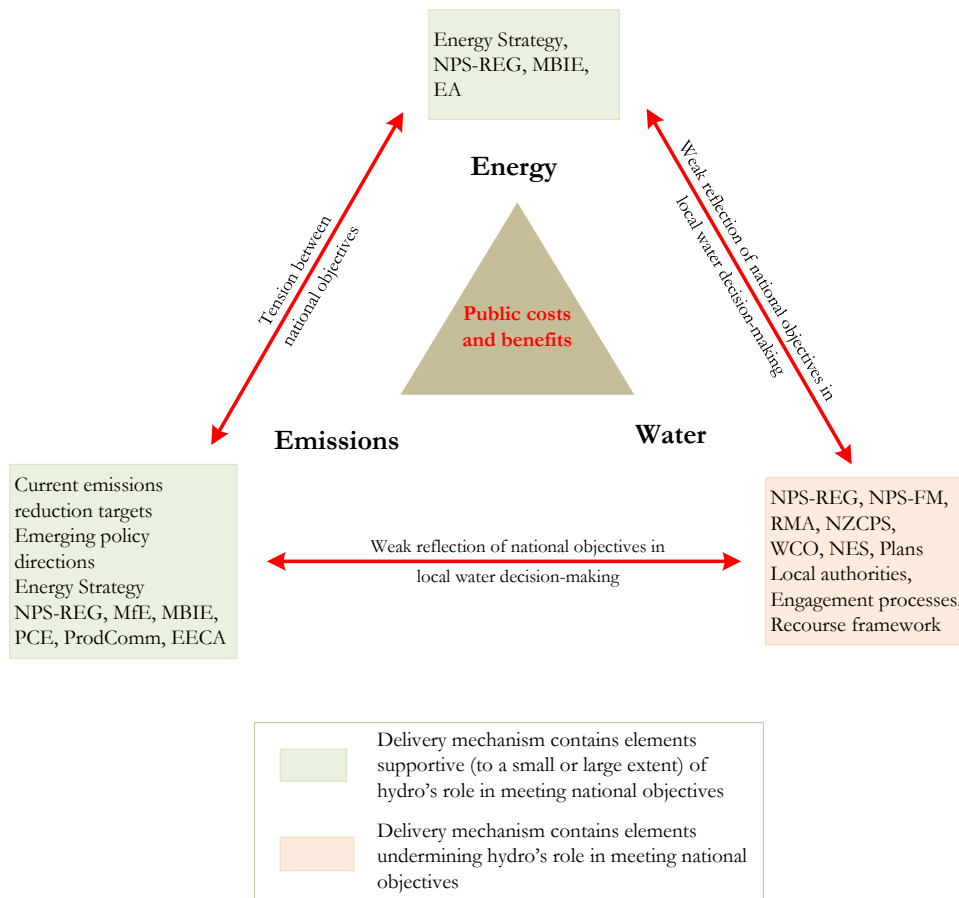 Energy Strategy,
NPS-REG, MBIE,
EA
Energy
Tension between
national objectives
Weak reflection of national objectives in
local water decision-making
Public costs
and benefits
Emissions
Water
Current emissions
reduction targets
Emerging policy
directions
Energy Strategy
NPS-REG, MfE, MBIE,
PCE, ProdComm, EECA
Weak reflection of national objectives in
local water decision-making
NPS-REG, NPS-FM,
RMA, NZCPS,
WCO, NES, Plans
Local authorities,
Engagement processes,
Recourse framework
Delivery mechanism contains elements
supportive (to a small or large extent) of
hydro’s role in meeting national objectives
Delivery mechanism contains elements
undermining hydro’s role in meeting national
objectives